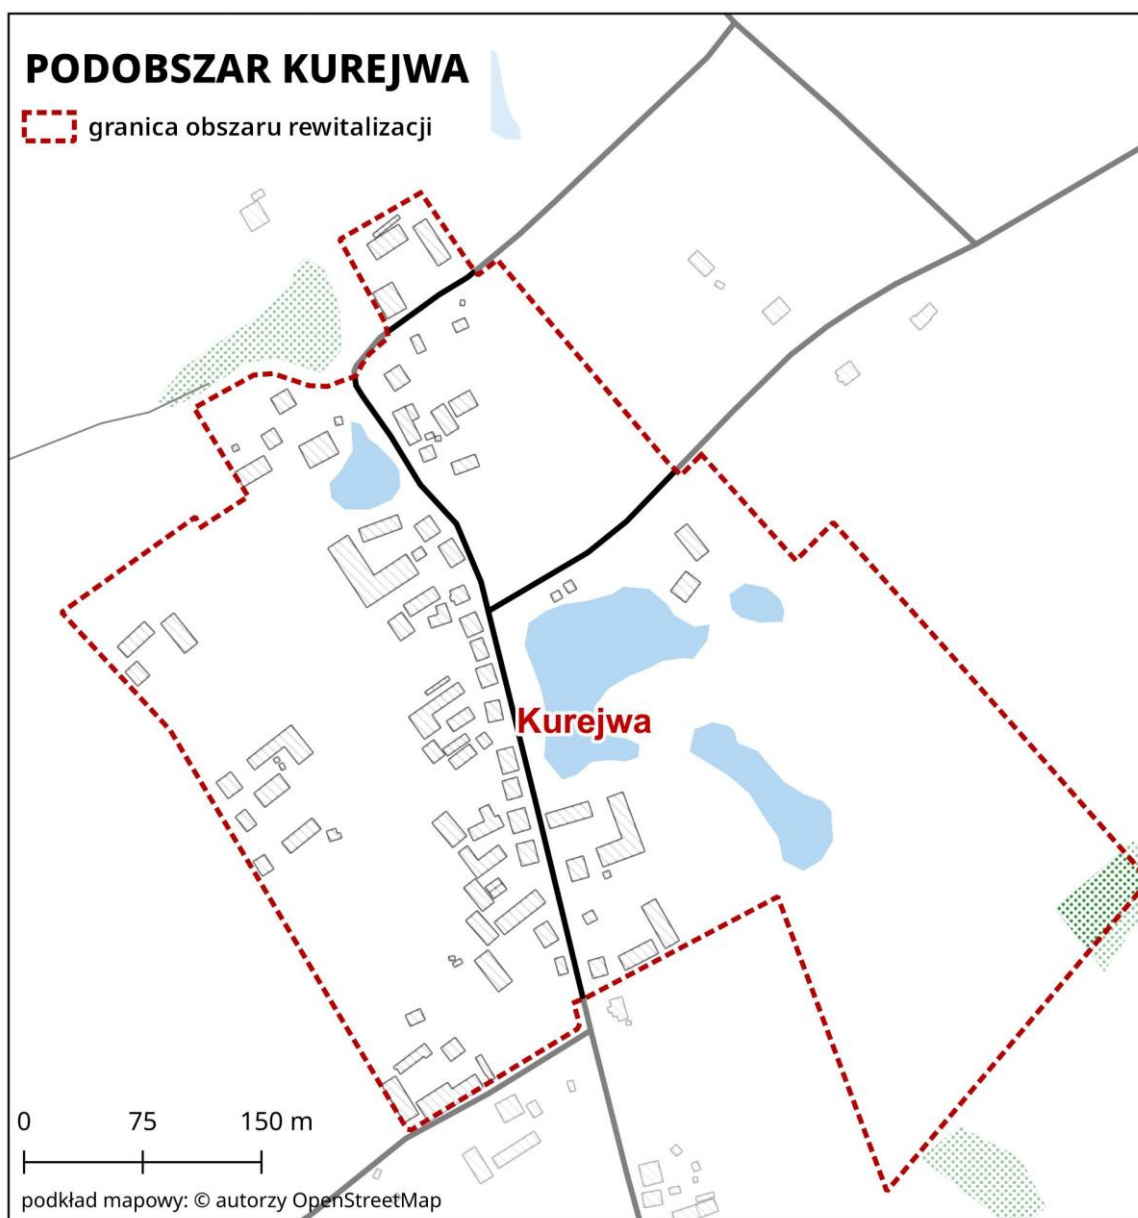 PODOBSZAR KUREJWA
granica obszaru rewitalizacji
Kurejwa
0 75 150 m
podkład mapowy: © autorzy OpenStreetMap